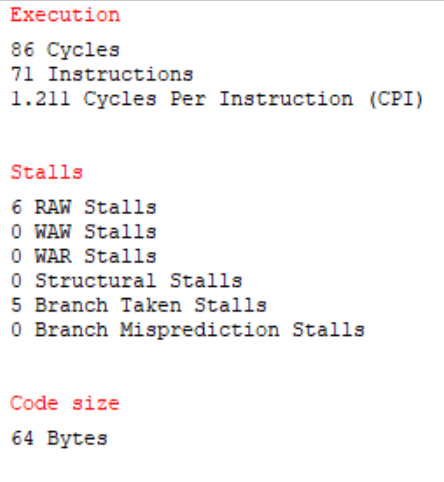 Execution
86 Cycles
71 Instructions
1.211 Cycles Per Instruction (CPI)
Stalls
6 RAW Stalls
0 WAW Stalls
0 WAR Stalls
0 Structural Stalls
5 Branch Taken Stalls
0 Branch Misprediction Stalls
Code size
64 Bytes